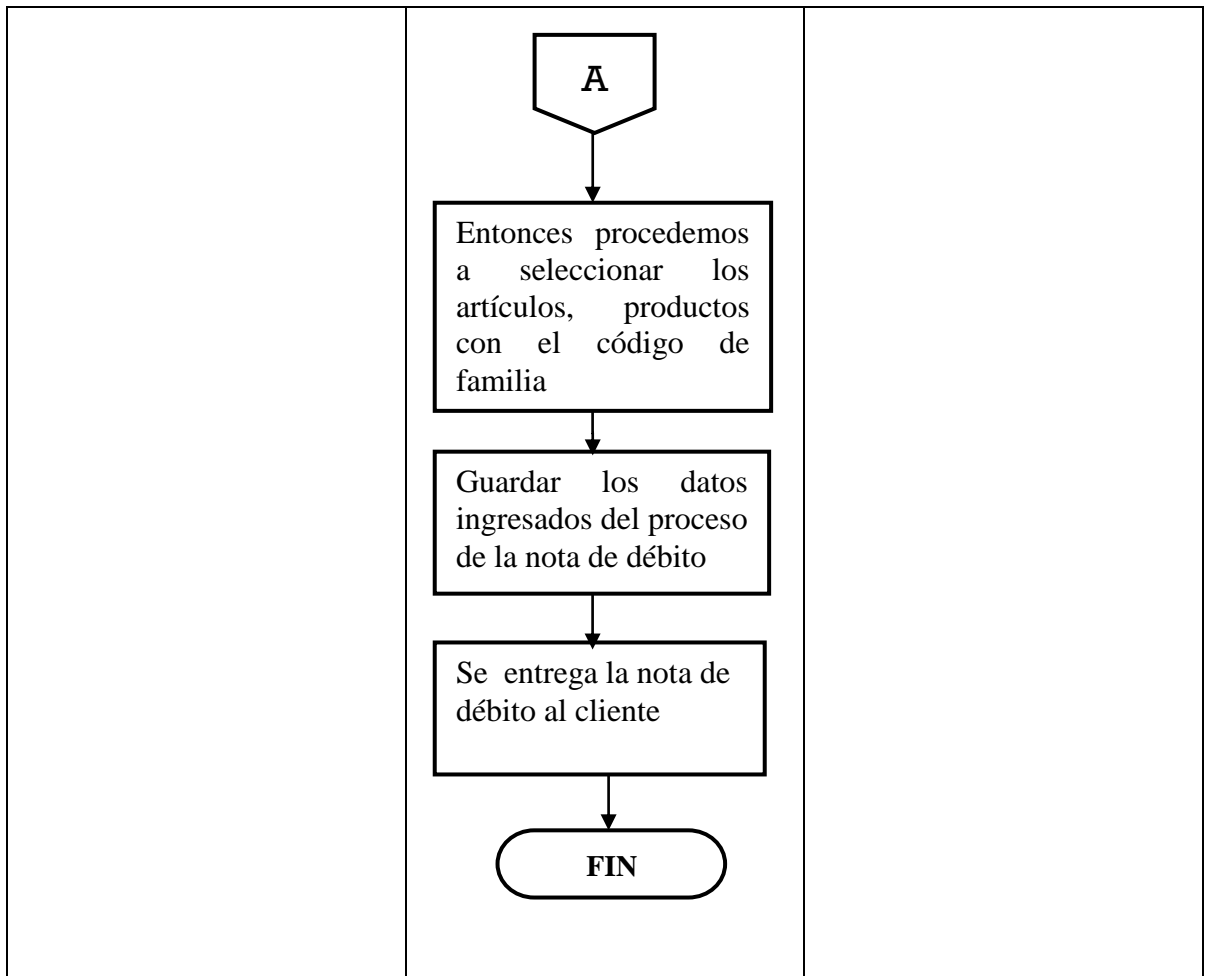 A
Entonces procedemos
a seleccionar los
artículos, productos
con el código de
familia
Guardar los datos
ingresados del proceso
de la nota de débito
Se entrega la nota de
débito al cliente
FIN